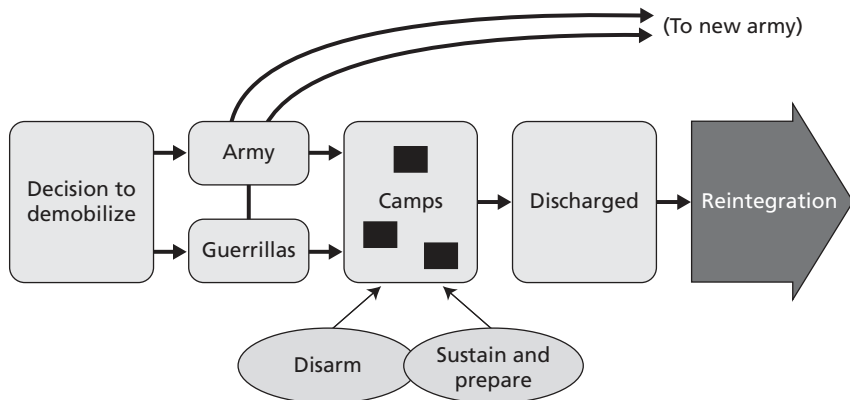 (To new army)
Decision to
demobilize
Army
Guerrillas
Camps
Discharged
Reintegration
Disarm
Sustain and
prepare